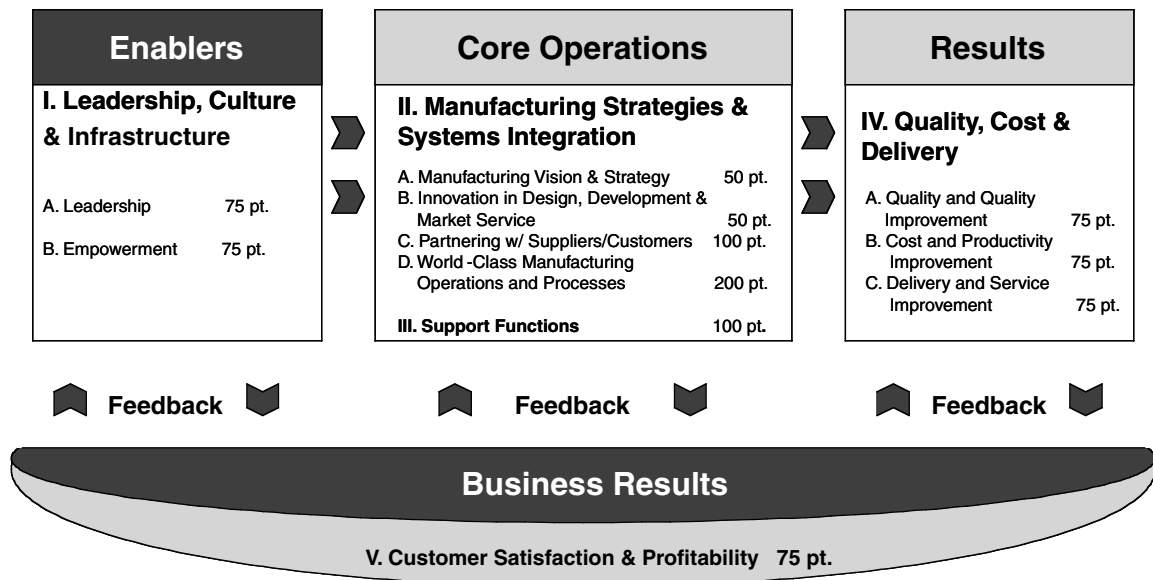 Enablers
I. Leadership, Culture
& Infrastructure
A. Leadership 75 pt.
B. Empowerment 75 pt.
Core Operations
II. Manufacturing Strategies &
Systems Integration
A. Manufacturing Vision & Strategy 50 pt.
B. Innovation in Design, Development &
Market Service 50 pt.
C. Partnering w/ Suppliers/Customers 100 pt.
D. World -Class Manufacturing
Operations and Processes 200 pt.
III. Support Functions 100 pt.
Results
IV. Quality, Cost &
Delivery
A. Quality and Quality
Improvement 75 pt.
B. Cost and Productivity
Improvement 75 pt.
C. Delivery and Service
Improvement 75 pt.
Feedback
Feedback
Feedback
Business Results
V. Customer Satisfaction & Profitability 75 pt.